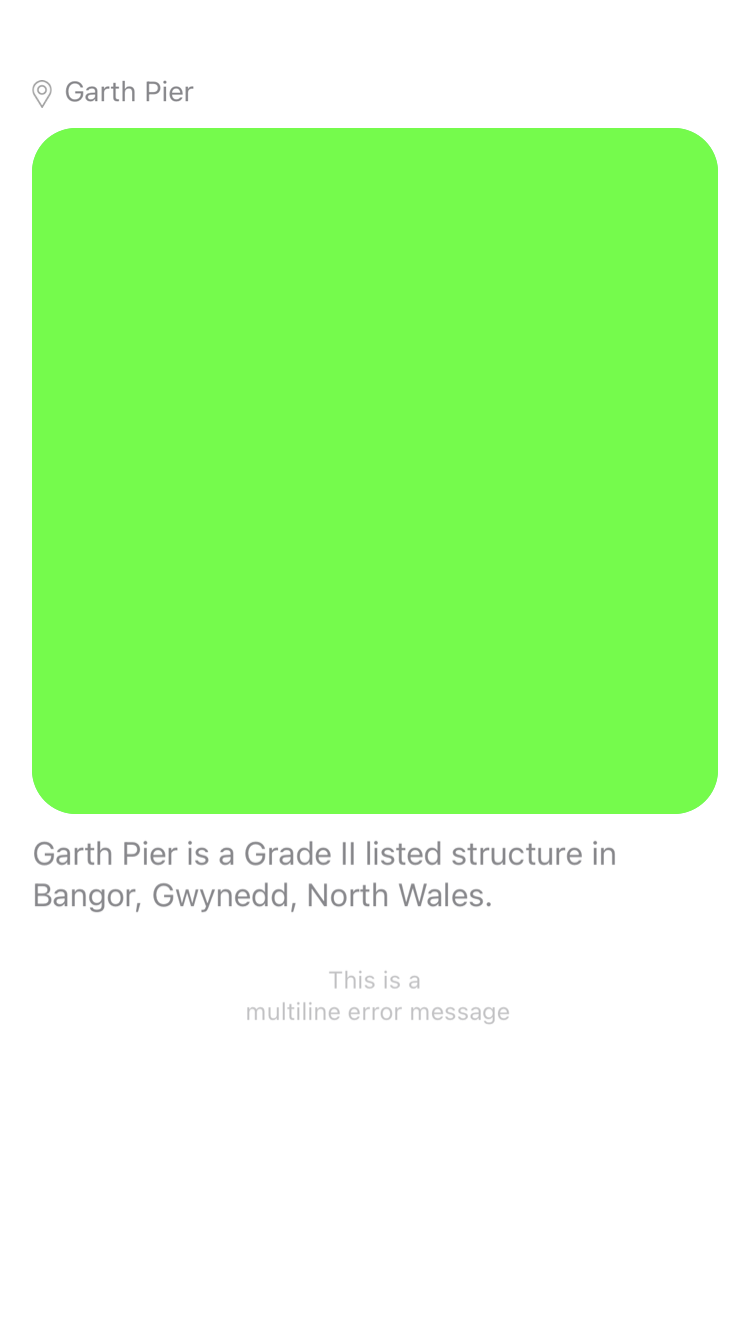 Garth Pier
Garth Pier is a Grade II listed structure in
Bangor, Gwynedd, North Wales.
This is a
multiline error message